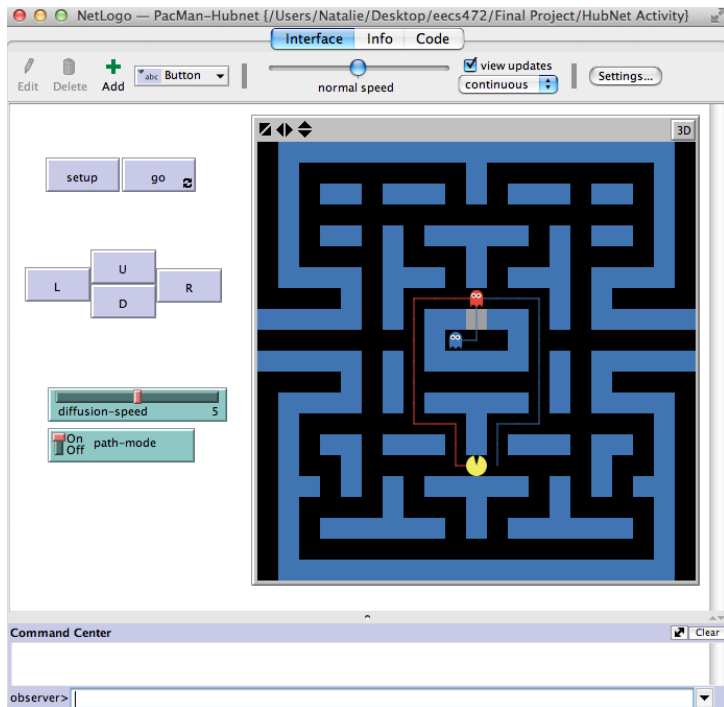 NetLogo — PacMan-Hubnet {/Users/Natalie/Desktop/eecs472/Final Project/HubNet Activity}
Interface Info Code
Edit Delete Add abc Button normal speed view updates continuous Settings...
3D
setup go
U
L R
D
diffusion-speed 5
On
Off path-mode
Command Center Clear
observer>